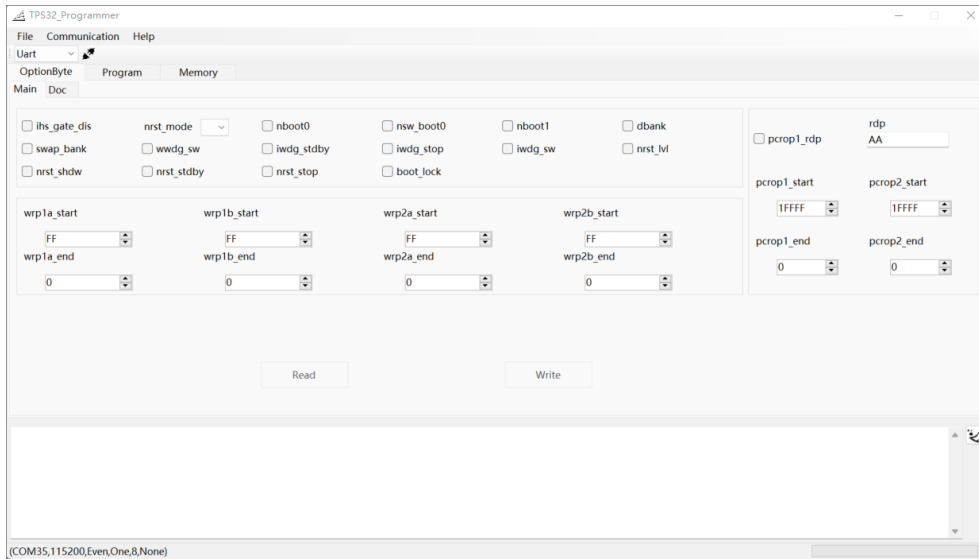 TPS32_Programmer
File Communication Help
Uart
OptionByte Program Memory
Main Doc
ihs_gate_dis nrst_mode nboot0 nsw_boot0 nboot1 dbank
swap_bank wwdg_sw iwdg_stdby iwdg_stop iwdg_sw nrst_lvl
nrst_shdw nrst_stdby nrst_stop boot_lock
pcrop1_rdp rdp
AA
pcrop1_start pcrop2_start
1FFFF 1FFFF
pcrop1_end pcrop2_end
0 0
wrp1a_start wrp1b_start wrp2a_start wrp2b_start
FF FF FF FF
wrp1a_end wrp1b_end wrp2a_end wrp2b_end
0 0 0 0
Read Write
(COM35,115200,Even,One,8,None)